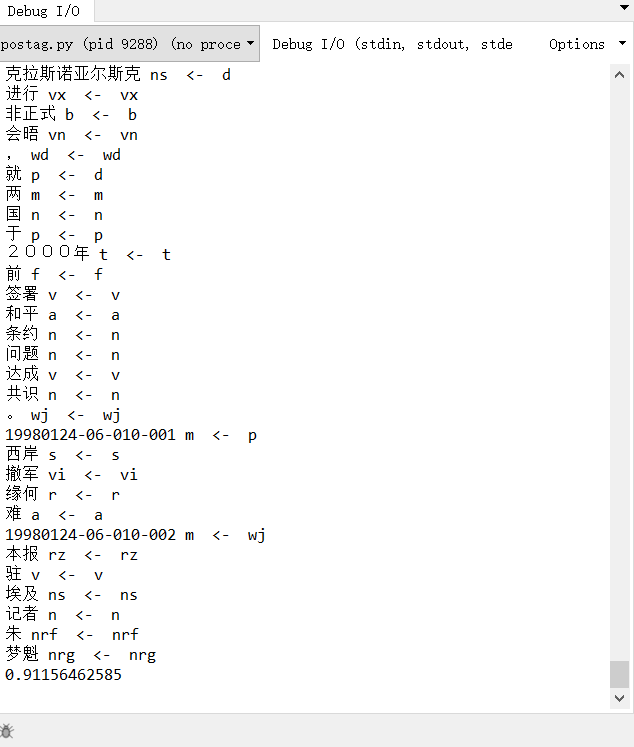 Debug I/O
postag.py (pid 9288) (no proce Debug I/O (stdin, stdout, stde Options
克拉斯诺亚尔斯克 ns <- d
进行 vx <- vx
非正式 b <- b
会晤 vn <- vn
， wd <- wd
就 p <- d
两 m <- m
国 n <- n
于 p <- p
２０００年 t <- t
前 f <- f
签署 v <- v
和平 a <- a
条约 n <- n
问题 n <- n
达成 v <- v
共识 n <- n
。 wj <- wj
19980124-06-010-001 m <- p
西岸 s <- s
撤军 vi <- vi
缘何 r <- r
难 a <- a
19980124-06-010-002 m <- wj
本报 rz <- rz
驻 v <- v
埃及 ns <- ns
记者 n <- n
朱 nrf <- nrf
梦魁 nrg <- nrg
0.91156462585